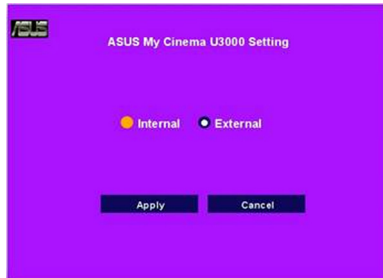 ASUS
ASUS My Cinema U3000 Setting
Internal External
Apply Cancel